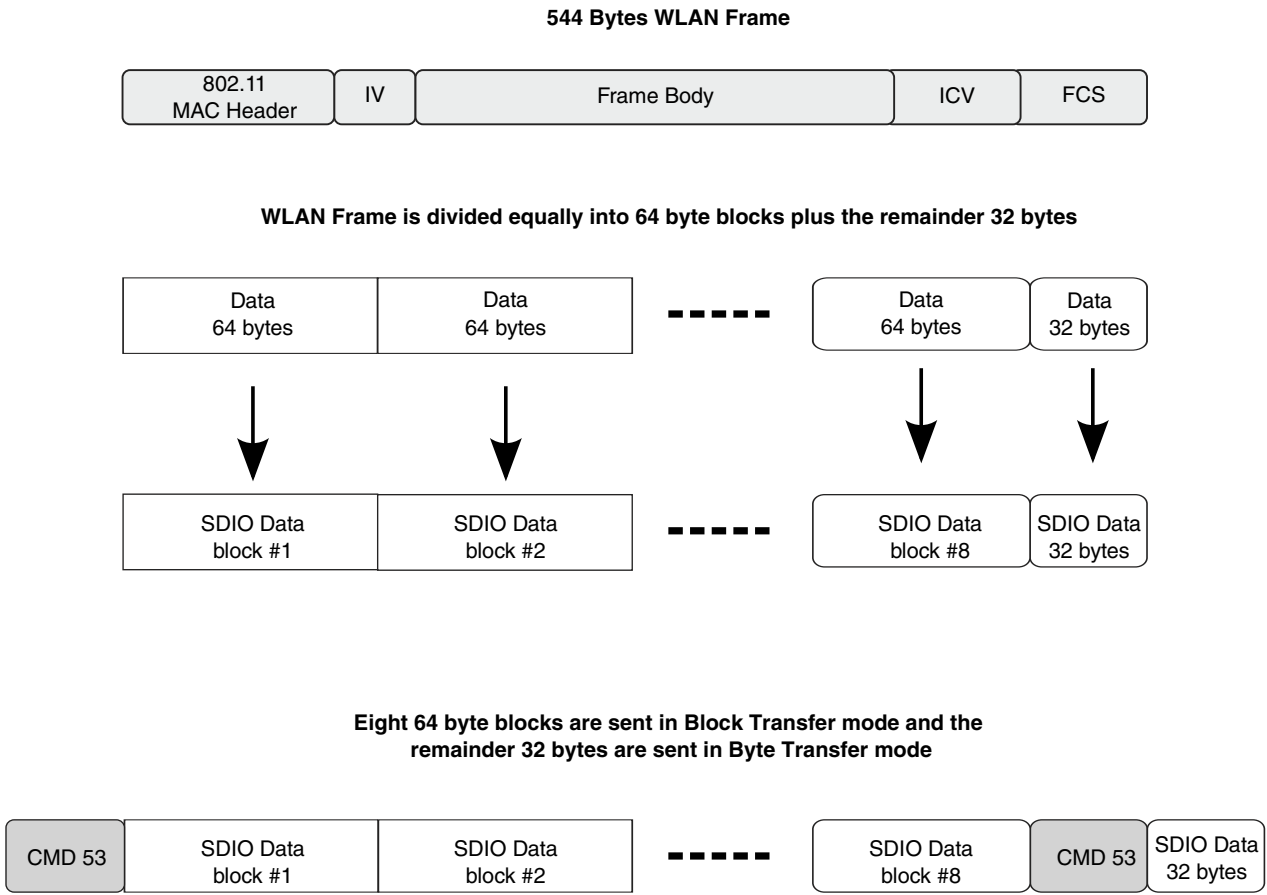 544 Bytes WLAN Frame
802.11
MAC Header
IV
Frame Body
ICV
FCS
WLAN Frame is divided equally into 64 byte blocks plus the remainder 32 bytes
Data
64 bytes
Data
64 bytes
Data
64 bytes
Data
32 bytes
SDIO Data
block #1
SDIO Data
block #2
SDIO Data
block #8
SDIO Data
32 bytes
Eight 64 byte blocks are sent in Block Transfer mode and the
remainder 32 bytes are sent in Byte Transfer mode
CMD 53
SDIO Data
block #1
SDIO Data
block #2
SDIO Data
block #8
CMD 53
SDIO Data
32 bytes